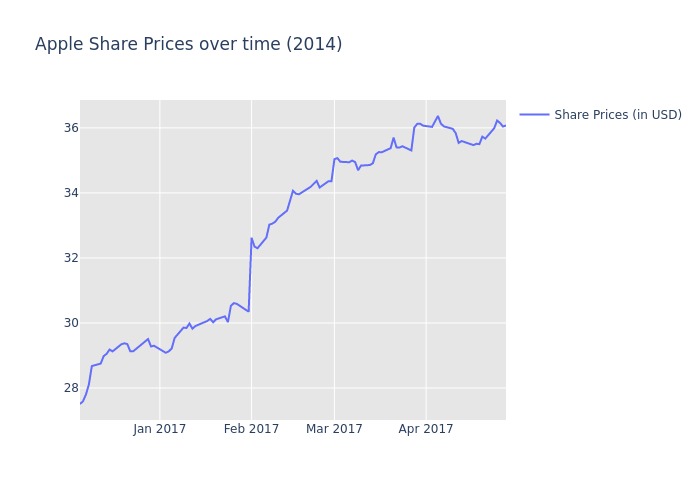 Apple Share Prices over time (2014)
Share Prices (in USD)
36
34
32
30
28
Jan 2017
Feb 2017
Mar 2017
Apr 2017